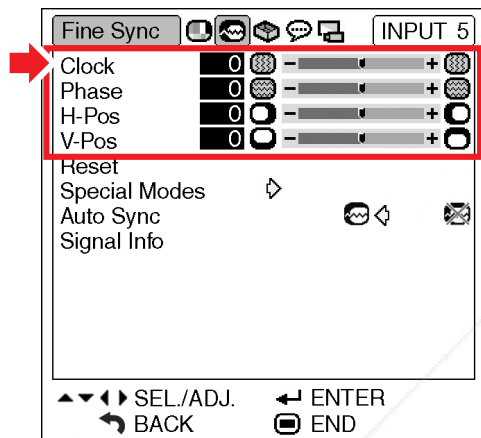 Fine Sync INPUT 5
Clock 0 - +
Phase 0 - +
H-Pos 0 - +
V-Pos 0 - +
Reset
Special Modes
Auto Sync
Signal Info
SEL./ADJ. ENTER
BACK END